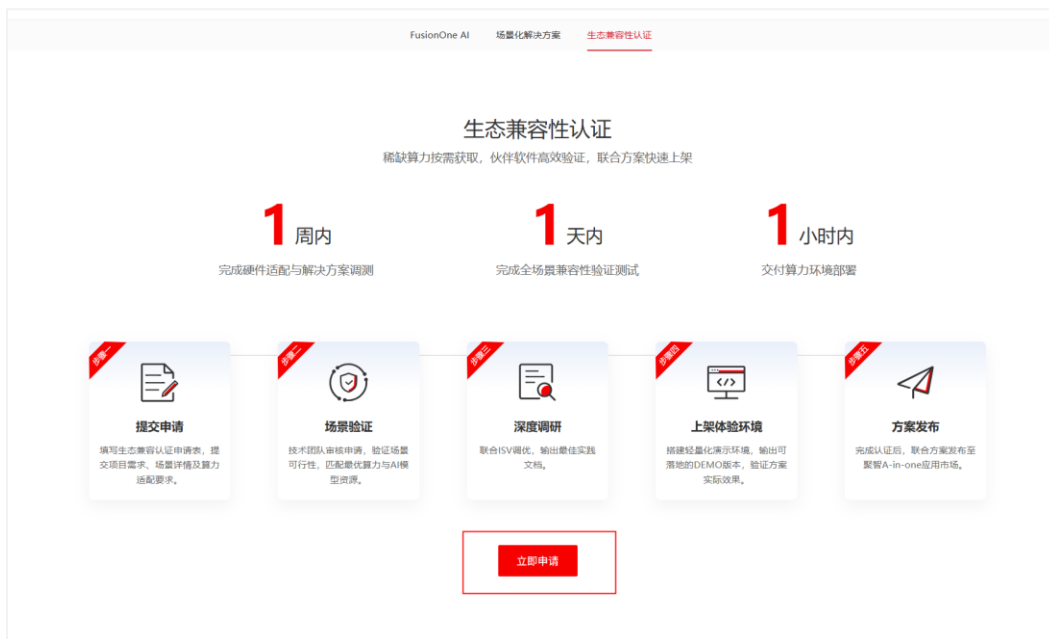 FusionOne AI 场景化解决方案 生态兼容性认证
生态兼容性认证
稀缺算力按需获取，伙伴软件高效验证，联合方案快速上架
1 周内
完成硬件适配与解决方案调测
1 天内
完成全场景兼容性验证测试
1 小时内
交付算力环境部署
步骤一
提交申请
填写生态兼容认证申请表，提
交项目需求、场景详情及算力
适配要求。
步骤二
场景验证
技术团队审核申请，验证场景
可行性，匹配最优算力与AI模
型资源。
步骤三
深度调研
联合ISV调优，输出最佳实践
文档。
步骤四
上架体验环境
搭建轻量化演示环境，输出可
落地的DEMO版本，验证方案
实际效果。
步骤五
方案发布
完成认证后，联合方案发布至
聚智A-in-one应用市场。
立即申请